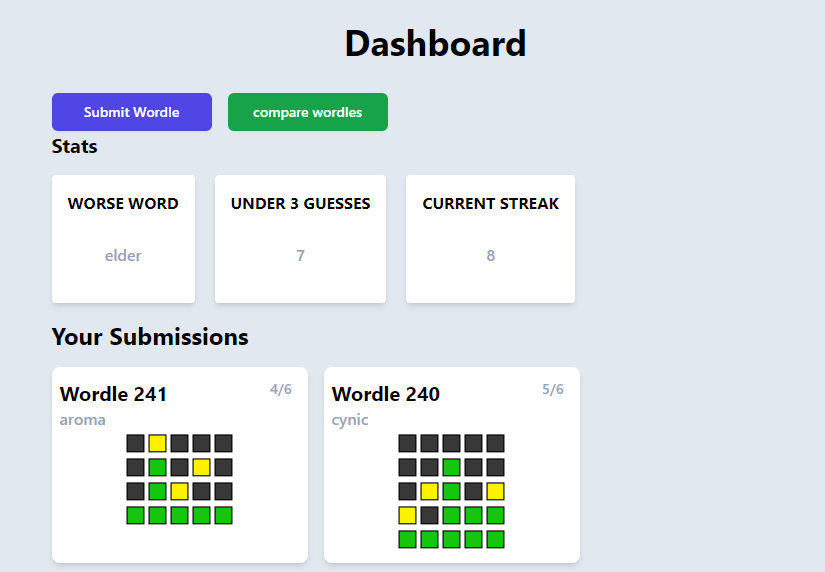 Dashboard
Submit Wordle compare wordles
Stats
WORSE WORD UNDER 3 GUESSES CURRENT STREAK
elder 7 8
Your Submissions
Wordle 241 4/6 Wordle 240 5/6
aroma cynic